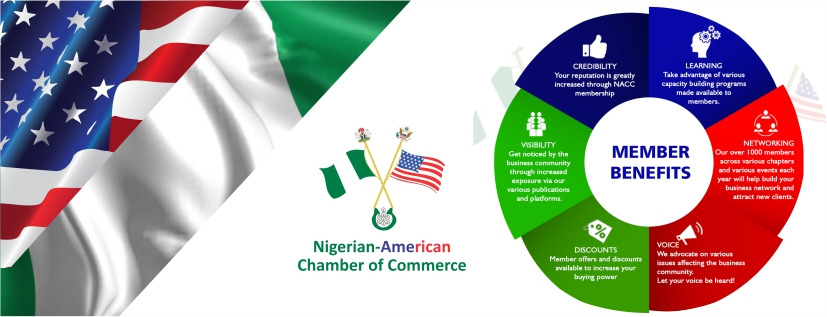 Nigerian-American
Chamber of Commerce
MEMBER
BENEFITS
CREDIBILITY
Your reputation is greatly
increased through NACC
membership
LEARNING
Take advantage of various
capacity building programs
made available to
members.
NETWORKING
Our over 1000 members
across various chapters
and various events each
year will help build your
business network and
attract new clients.
VOICE
We advocate on various
issues affecting the business
community.
Let your voice be heard!
DISCOUNTS
Member offers and discounts
available to increase your
buying power
VISIBILITY
Get noticed by the
business community
through increased
exposure via our
various publications
and platforms.